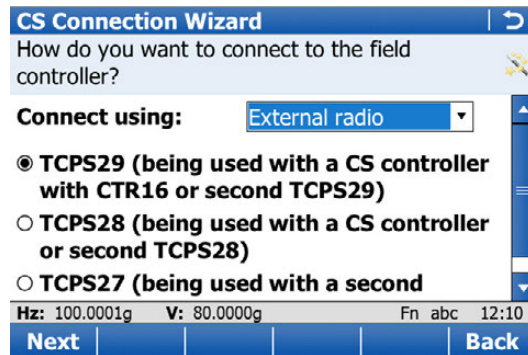 CS Connection Wizard
How do you want to connect to the field
controller?
Connect using: External radio
TCPS29 (being used with a CS controller
with CTR16 or second TCPS29)
TCPS28 (being used with a CS controller
or second TCPS28)
TCPS27 (being used with a second
Hz: 100.0001g V: 80.0000g Fn abc 12:10
Next Back